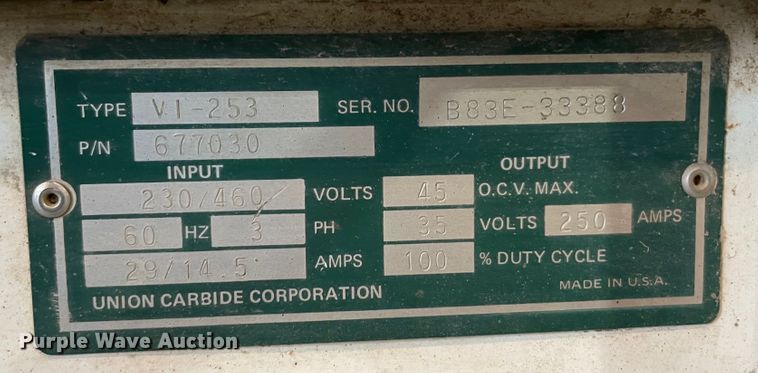 TYPE VI-253 SER. NO. B83E-33388
P/N 677030
INPUT OUTPUT
230/460 VOLTS 45 O.C.V. MAX.
60 HZ 3 PH 35 VOLTS 250 AMPS
29/14.5 AMPS 100 % DUTY CYCLE
UNION CARBIDE CORPORATION MADE IN U.S.A.
Purple Wave Auction